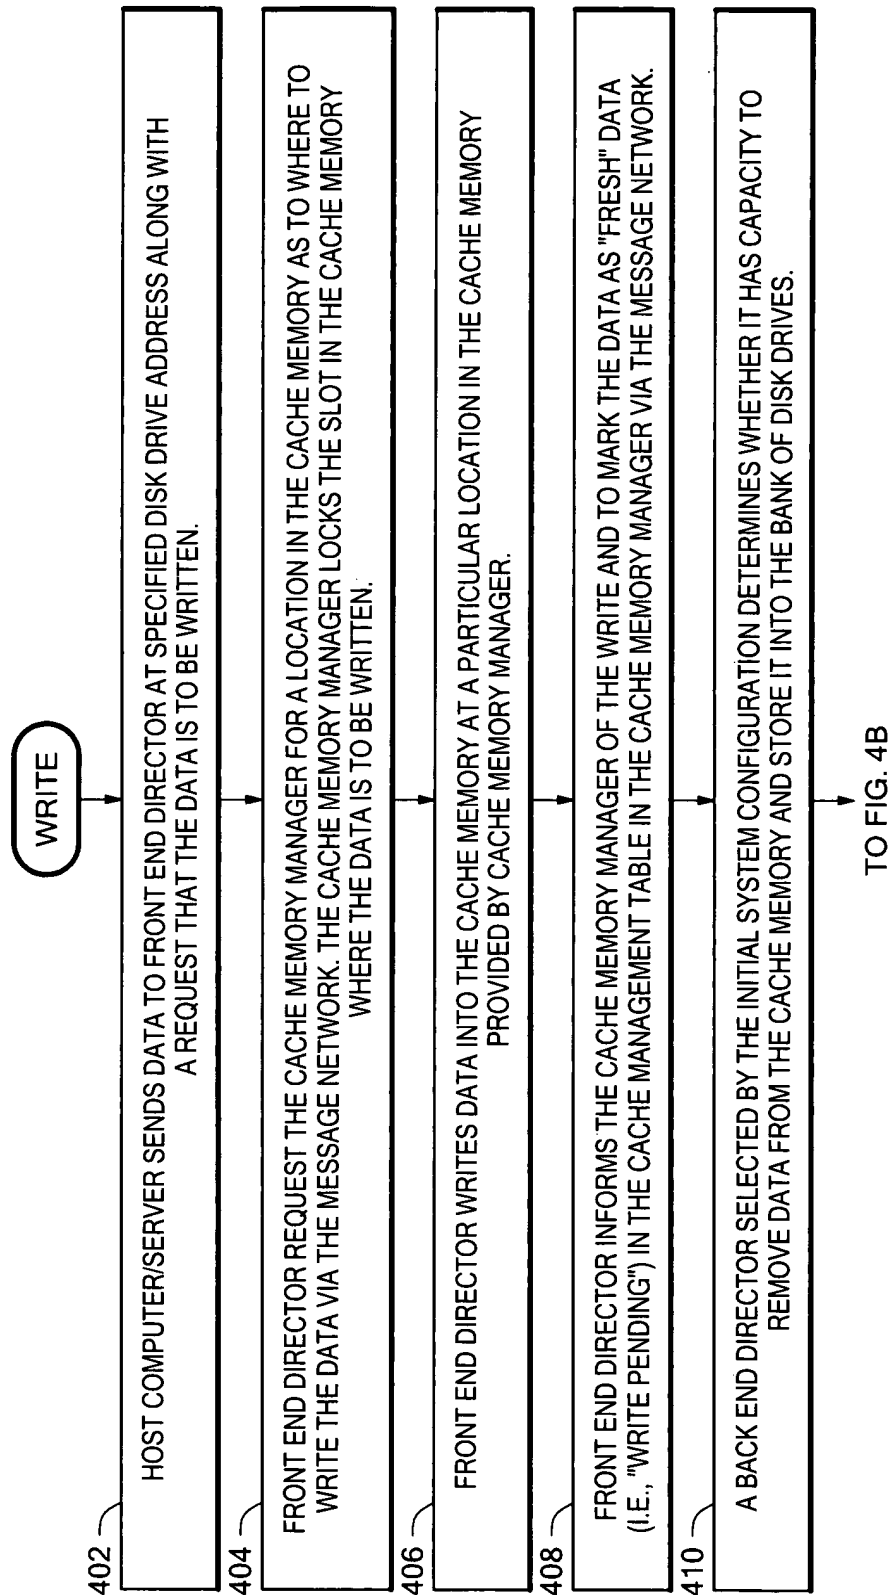 WRITE
402
HOST COMPUTER/SERVER SENDS DATA TO FRONT END DIRECTOR AT SPECIFIED DISK DRIVE ADDRESS ALONG WITH
A REQUEST THAT THE DATA IS TO BE WRITTEN.
404
FRONT END DIRECTOR REQUEST THE CACHE MEMORY MANAGER FOR A LOCATION IN THE CACHE MEMORY AS TO WHERE TO
WRITE THE DATA VIA THE MESSAGE NETWORK. THE CACHE MEMORY MANAGER LOCKS THE SLOT IN THE CACHE MEMORY
WHERE THE DATA IS TO BE WRITTEN.
406
FRONT END DIRECTOR WRITES DATA INTO THE CACHE MEMORY AT A PARTICULAR LOCATION IN THE CACHE MEMORY
PROVIDED BY CACHE MEMORY MANAGER.
408
FRONT END DIRECTOR INFORMS THE CACHE MEMORY MANAGER OF THE WRITE AND TO MARK THE DATA AS "FRESH" DATA
(I.E., "WRITE PENDING") IN THE CACHE MANAGEMENT TABLE IN THE CACHE MEMORY MANAGER VIA THE MESSAGE NETWORK.
410
A BACK END DIRECTOR SELECTED BY THE INITIAL SYSTEM CONFIGURATION DETERMINES WHETHER IT HAS CAPACITY TO
REMOVE DATA FROM THE CACHE MEMORY AND STORE IT INTO THE BANK OF DISK DRIVES.
TO FIG. 4B